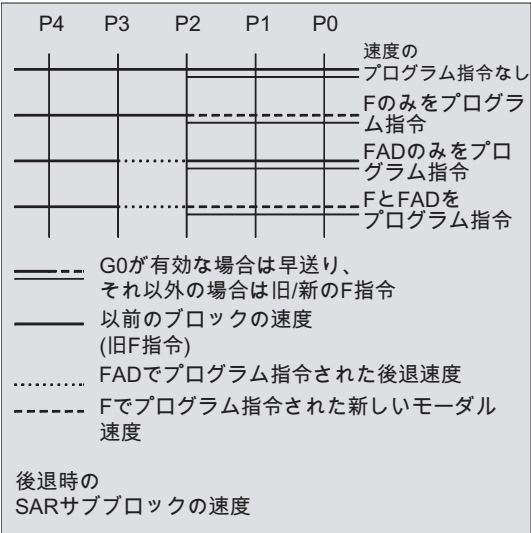 P4 P3 P2 P1 P0
速度の
プログラム指令なし
Fのみをプログラ
ム指令
FADのみをプロ
グラム指令
FとFADを
プログラム指令
G0が有効な場合は早送り、
それ以外の場合は旧/新のF指令
以前のブロックの速度
(旧F指令)
FADでプログラム指令された後退速度
Fでプログラム指令された新しいモーダル
速度
後退時の
SARサブブロックの速度